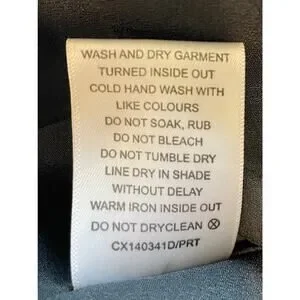 WASH AND DRY GARMENT
TURNED INSIDE OUT
COLD HAND WASH WITH
LIKE COLOURS
DO NOT SOAK, RUB
DO NOT BLEACH
DO NOT TUMBLE DRY
LINE DRY IN SHADE
WITHOUT DELAY
WARM IRON INSIDE OUT
DO NOT DRYCLEAN ⓧ
CX140341D/PRT